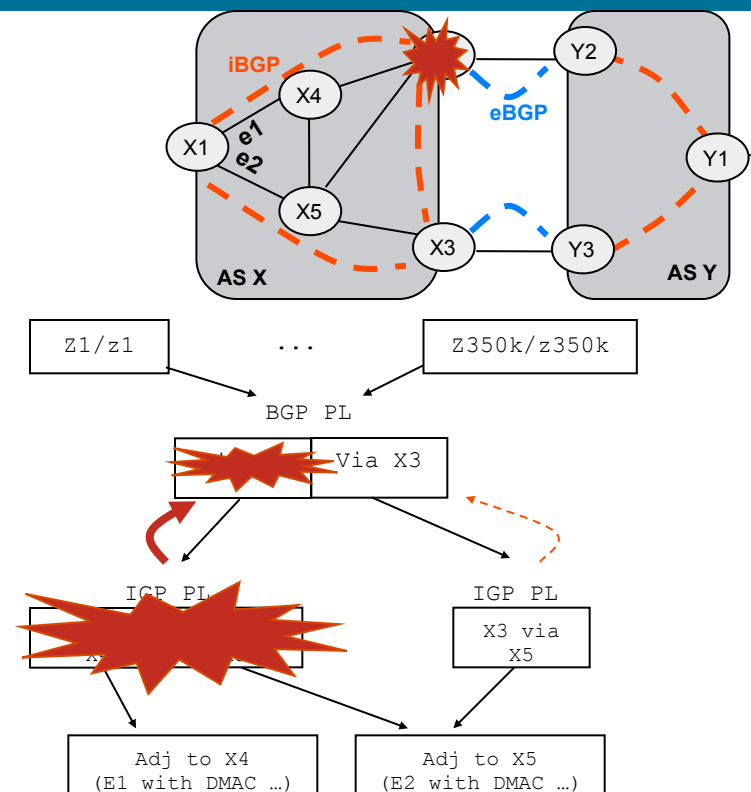 Y2
iBGP
X4
eBGP
e1
X1
Y1
e2
X5
X3
Y3
AS X
AS Y
Z1/z1
...
Z350k/z350k
BGP PL
Via X3
IGP PL
IGP PL
X3 via
X5
Adj to X4
(E1 with DMAC …)
Adj to X5
(E2 with DMAC …)